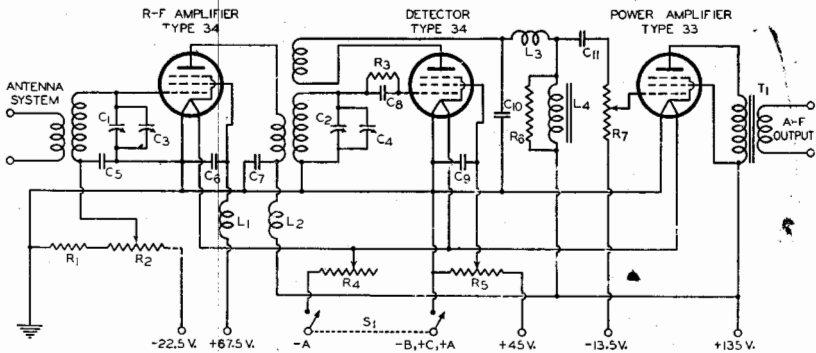 R-F AMPLIFIER
TYPE 34
DETECTOR
TYPE 34
POWER AMPLIFIER
TYPE 33
ANTENNA
SYSTEM
C1
C3
C5
C6
C7
C2
C4
R3
C8
C9
C10
L3
C11
R6
L4
R7
T1
A-F
OUTPUT
L1
L2
R1
R2
R4
R5
S1
-22.5 V.
+67.5 V.
-A
-B,+C,+A
+45 V.
-13.5 V.
+135 V.